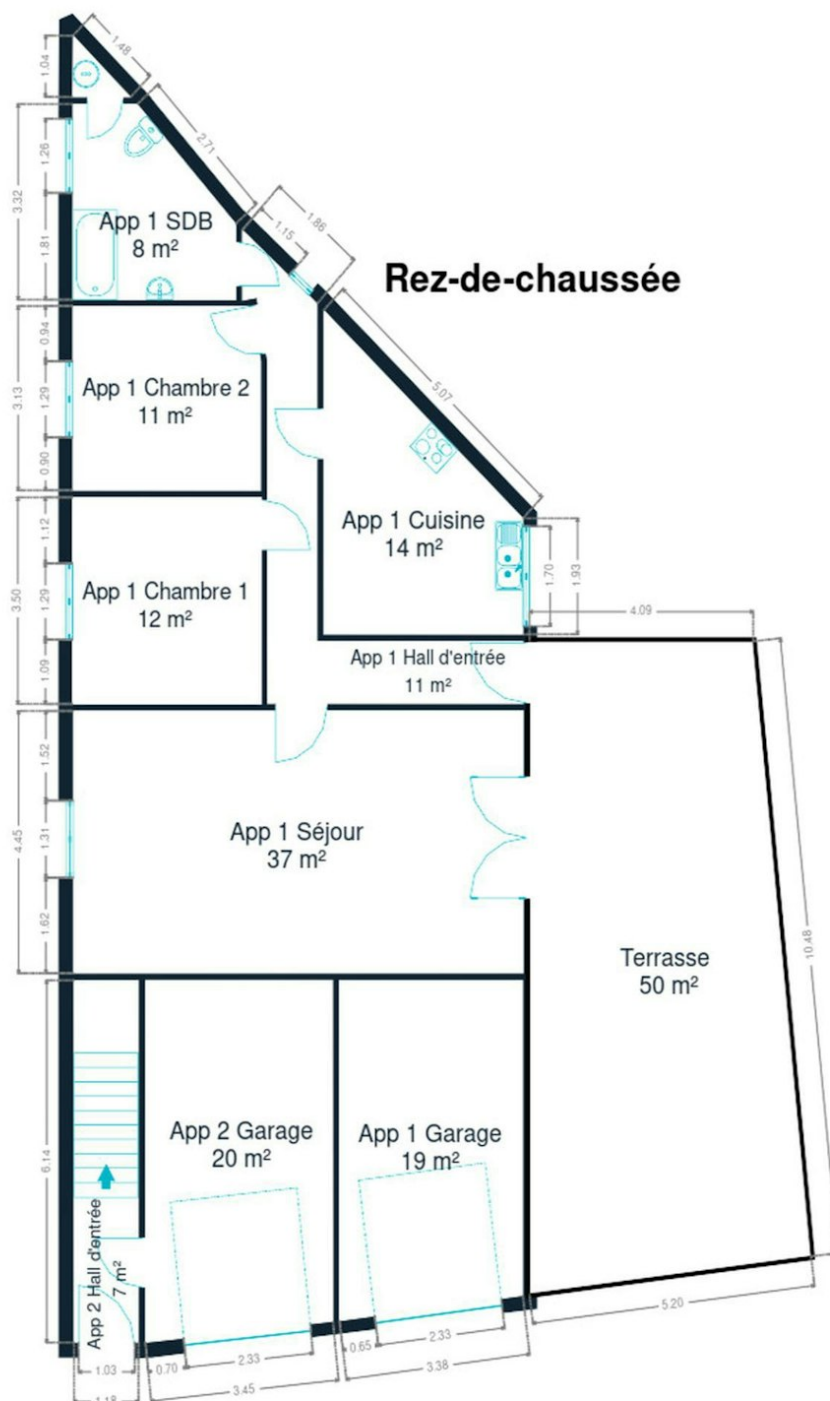 1.48
1.04
2.71
1.26
3.32
1.81
App 1 SDB
8 m²
1.86
1.15
Rez-de-chaussée
0.94
3.13
1.29
0.90
App 1 Chambre 2
11 m²
5.07
1.12
3.50
1.29
1.09
App 1 Chambre 1
12 m²
App 1 Cuisine
14 m²
1.70
1.93
4.09
App 1 Hall d'entrée
11 m²
1.52
4.45
1.31
1.62
App 1 Séjour
37 m²
Terrasse
50 m²
10.48
6.14
App 2 Hall d'entrée
7 m²
App 2 Garage
20 m²
App 1 Garage
19 m²
5.20
1.03
1.18
0.70
2.33
3.45
0.65
2.33
3.38